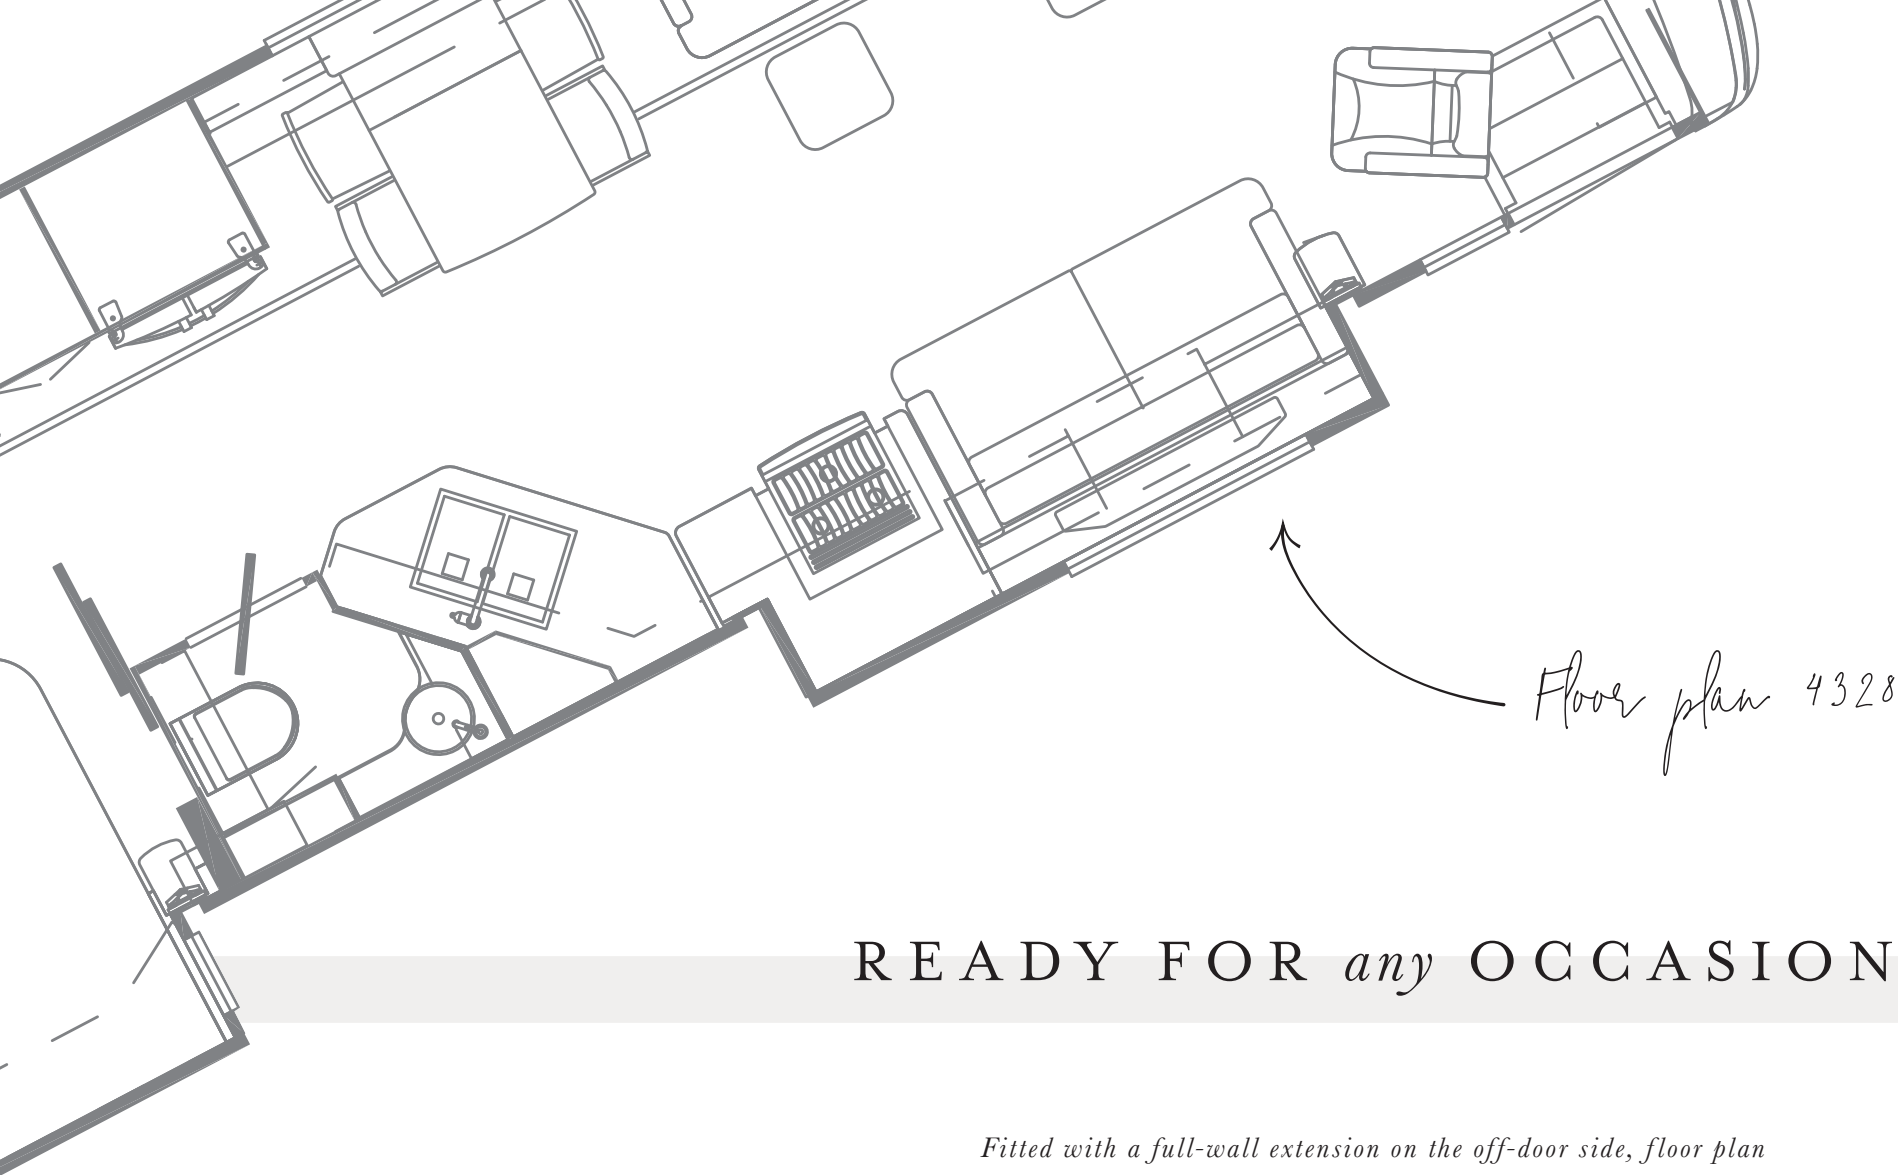 Floor plan 4328
READY FOR any OCCASION
Fitted with a full-wall extension on the off-door side, floor plan